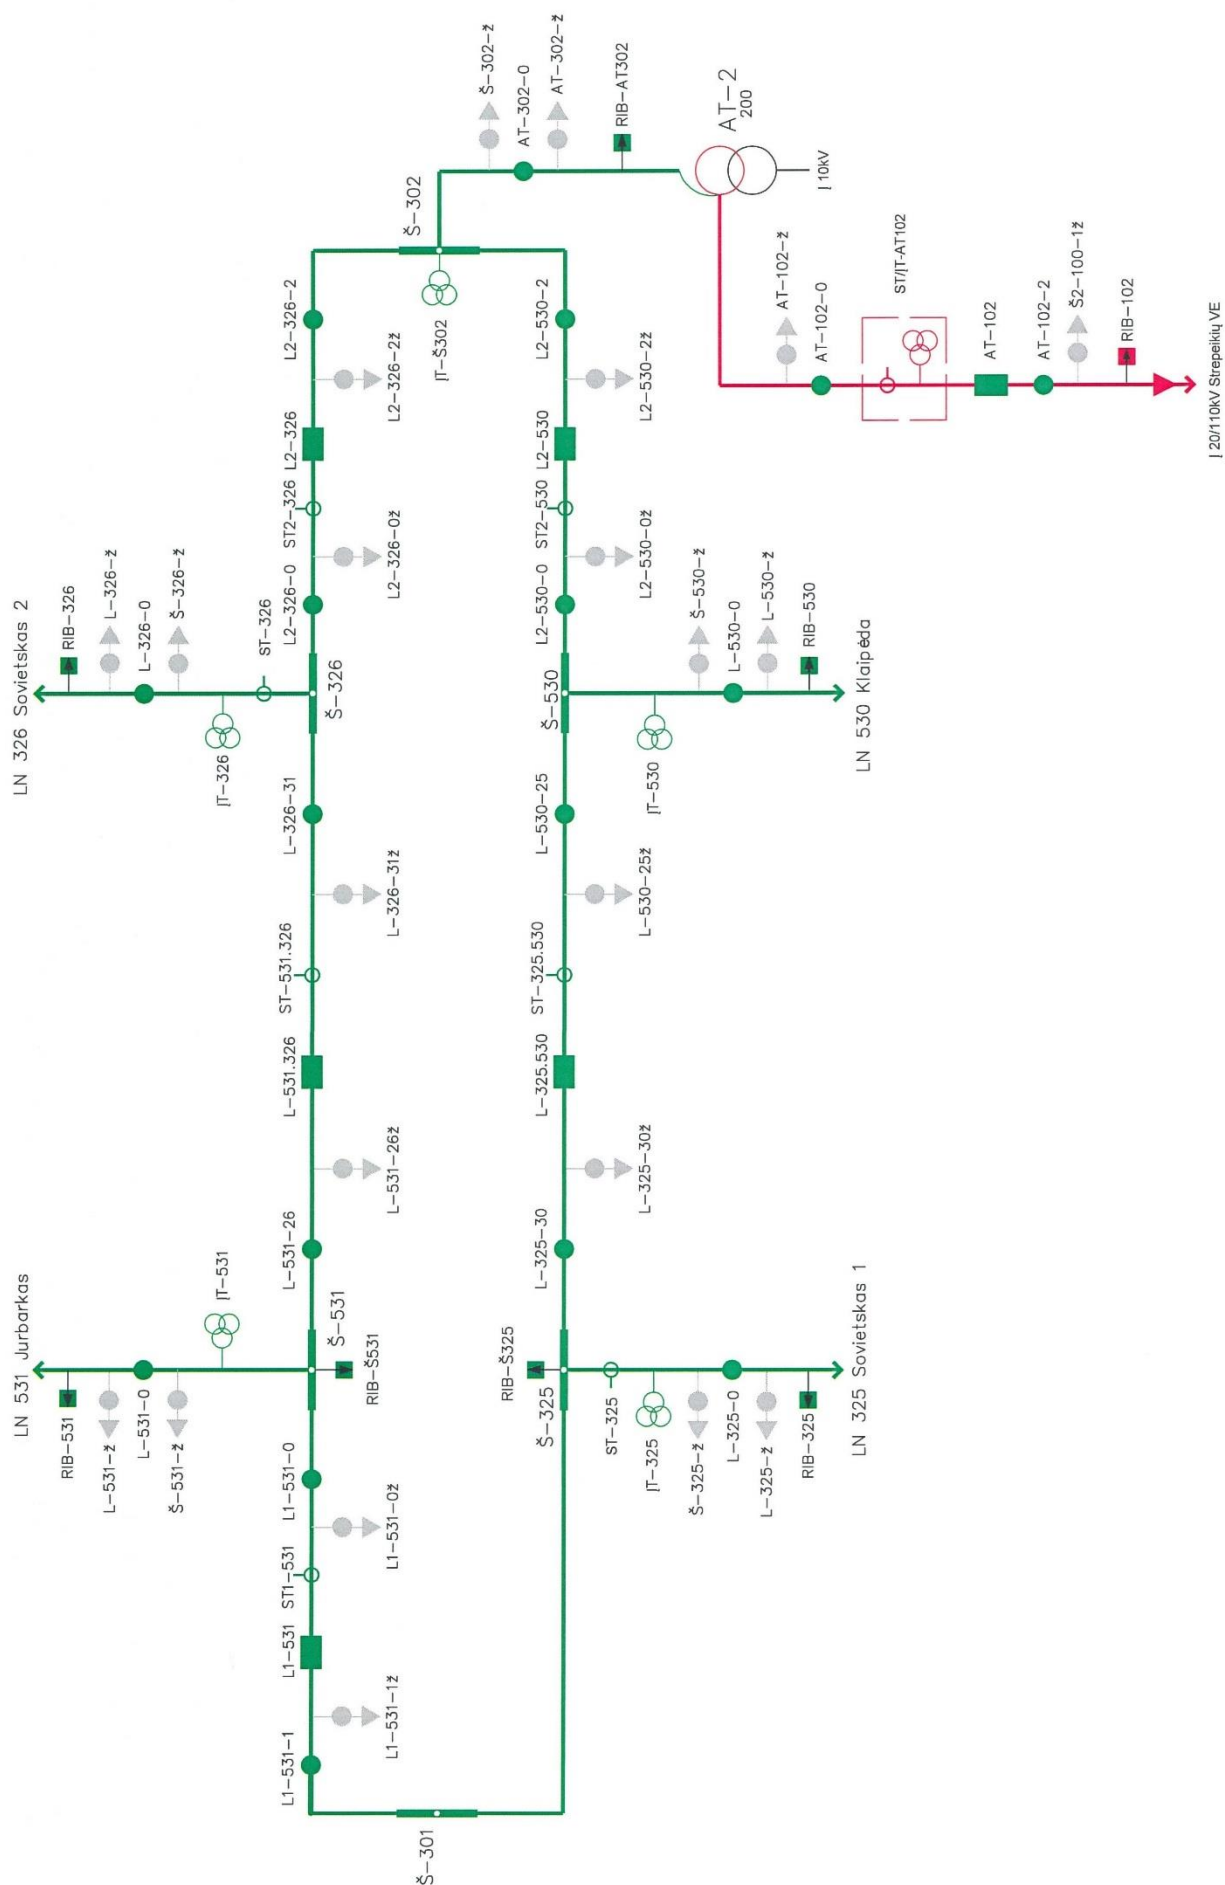 LN 531 Jurbarkas
RIB-531
L-531-ž
L-531-0
Š-531-ž
ĮT-531
LN 326 Sovietskas 2
RIB-326
L-326-ž
L-326-0
Š-326-ž
ĮT-326
ST-326
L1-531-1
L1-531
ST1-531
L1-531-0
Š-531
L-531-26
L-531.326
ST-531.326
L-326-31
Š-326
L2-326-0
ST2-326
L2-326
L2-326-2
L1-531-1ž
L1-531-0ž
RIB-Š531
L-531-26ž
L-326-31ž
L2-326-0ž
L2-326-2ž
Š-301
Š-302
ĮT-Š302
Š-302-ž
AT-302-0
AT-302-ž
RIB-AT302
RIB-Š325
Š-325
L-325-30
L-325.530
ST-325.530
L-530-25
Š-530
L2-530-0
ST2-530
L2-530
L2-530-2
L-325-30ž
L-530-25ž
L2-530-0ž
L2-530-2ž
ST-325
ĮT-325
Š-325-ž
L-325-0
L-325-ž
RIB-325
LN 325 Sovietskas 1
ĮT-530
Š-530-ž
L-530-0
L-530-ž
RIB-530
LN 530 Klaipėda
AT-2
200
Į 10kV
AT-102-ž
AT-102-0
ST/ĮT-AT102
AT-102
AT-102-2
Š2-100-1ž
RIB-102
Į 20/110kV Strepeikių VE